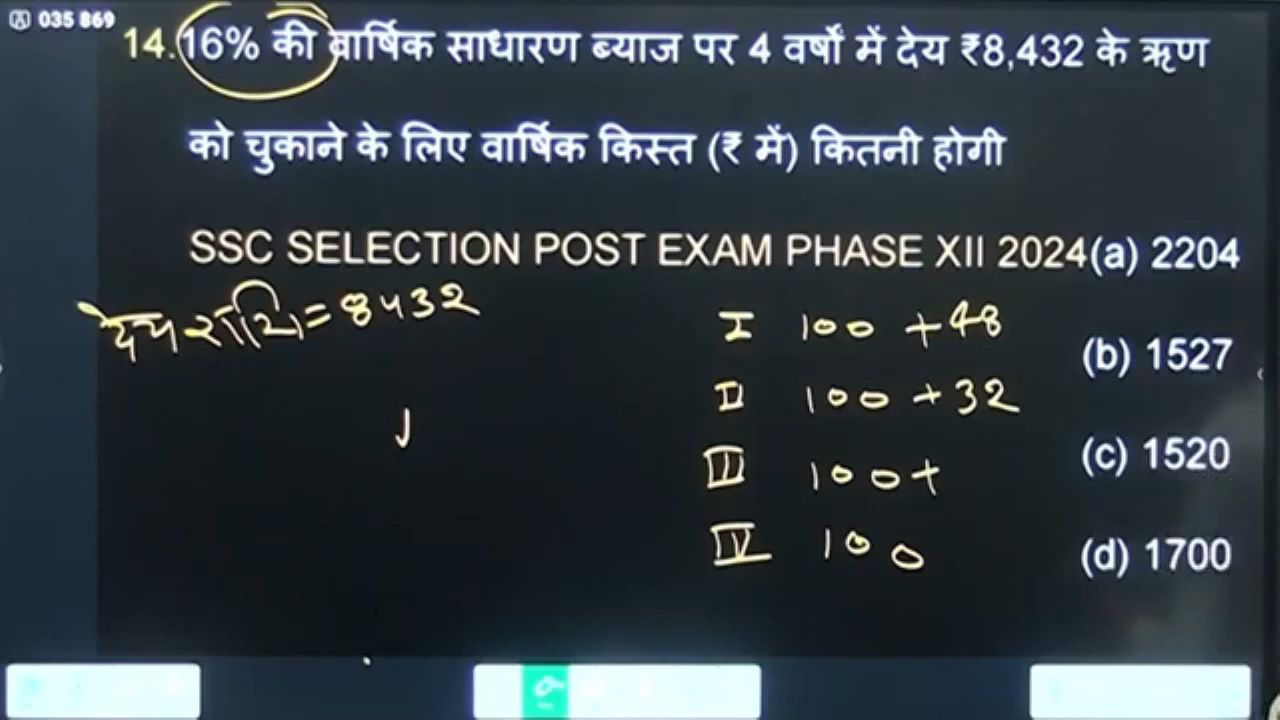 035 869
14. 16% की वार्षिक साधारण ब्याज पर 4 वर्षों में देय ₹8,432 के ऋण
को चुकाने के लिए वार्षिक किस्त (₹ में) कितनी होगी
SSC SELECTION POST EXAM PHASE XII 2024
(a) 2204
(b) 1527
(c) 1520
(d) 1700
देय राशि = 8432
I 100 + 48
II 100 + 32
III 100 +
IV 100